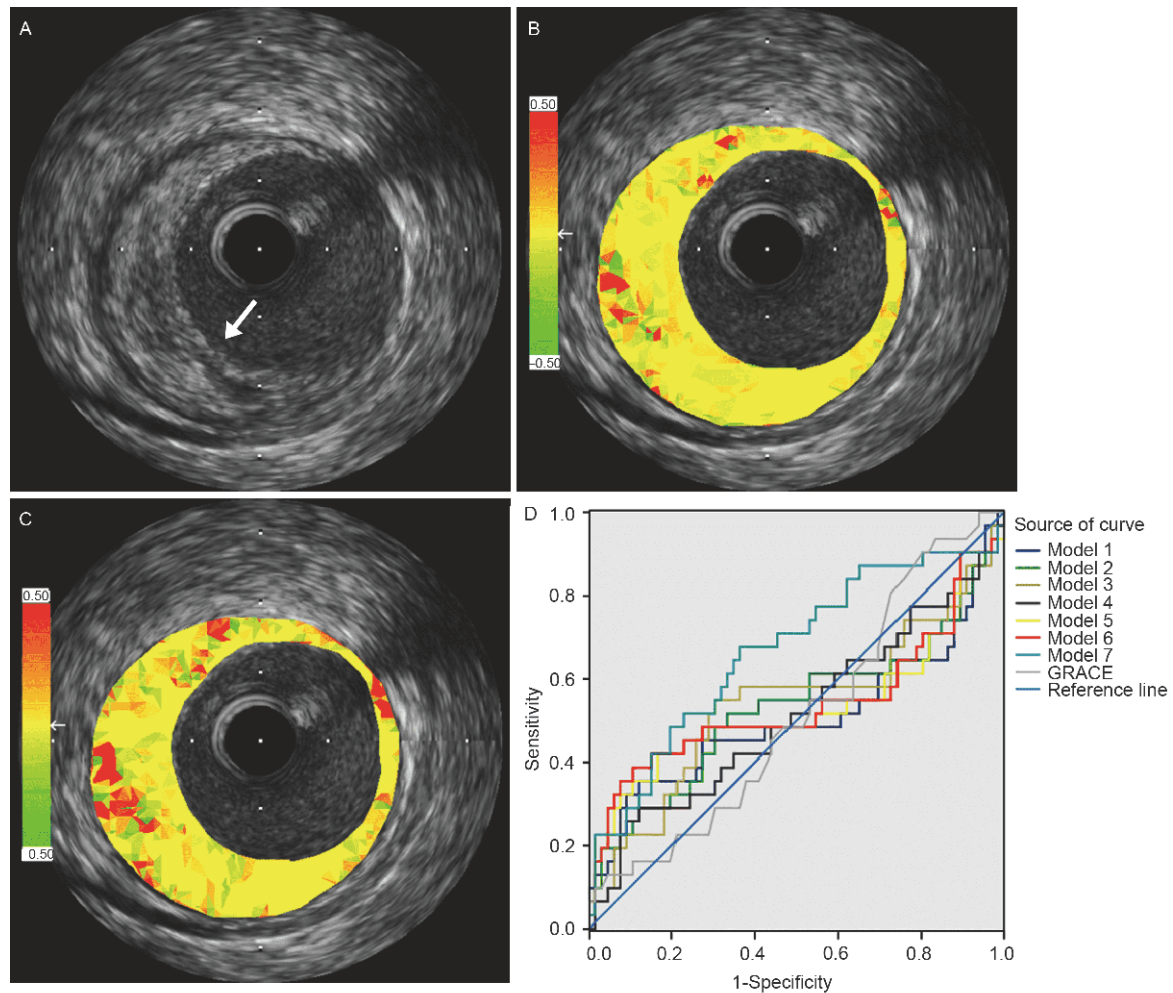 A
B
0.50
–0.50
C
0.50
0.50
D
Sensitivity
1.0
0.8
0.6
0.4
0.2
0.0
0.0 0.2 0.4 0.6 0.8 1.0
1-Specificity
Source of curve
Model 1
Model 2
Model 3
Model 4
Model 5
Model 6
Model 7
GRACE
Reference line